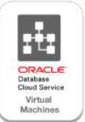 ORACLE
Database
Cloud Service
Virtual
Machines